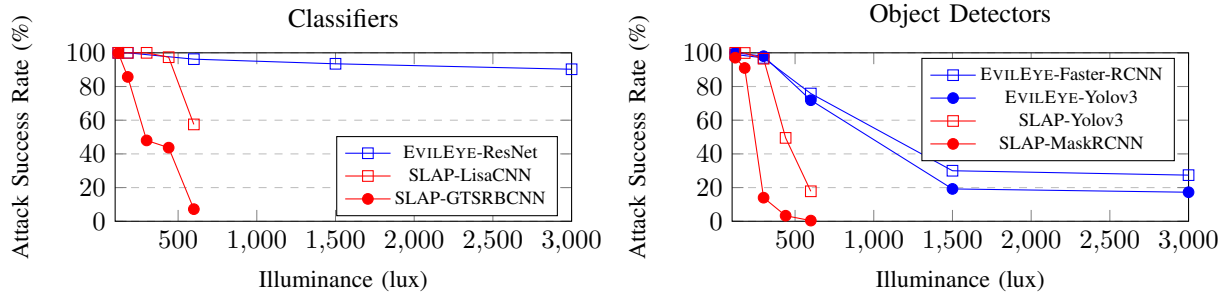 Classifiers
Attack Success Rate (%)
100
80
60
40
20
0
500
1,000
1,500
2,000
2,500
3,000
Illuminance (lux)
EVILEYE-ResNet
SLAP-LisaCNN
SLAP-GTSRBCNN
Object Detectors
Attack Success Rate (%)
100
80
60
40
20
0
500
1,000
1,500
2,000
2,500
3,000
Illuminance (lux)
EVILEYE-Faster-RCNN
EVILEYE-Yolov3
SLAP-Yolov3
SLAP-MaskRCNN